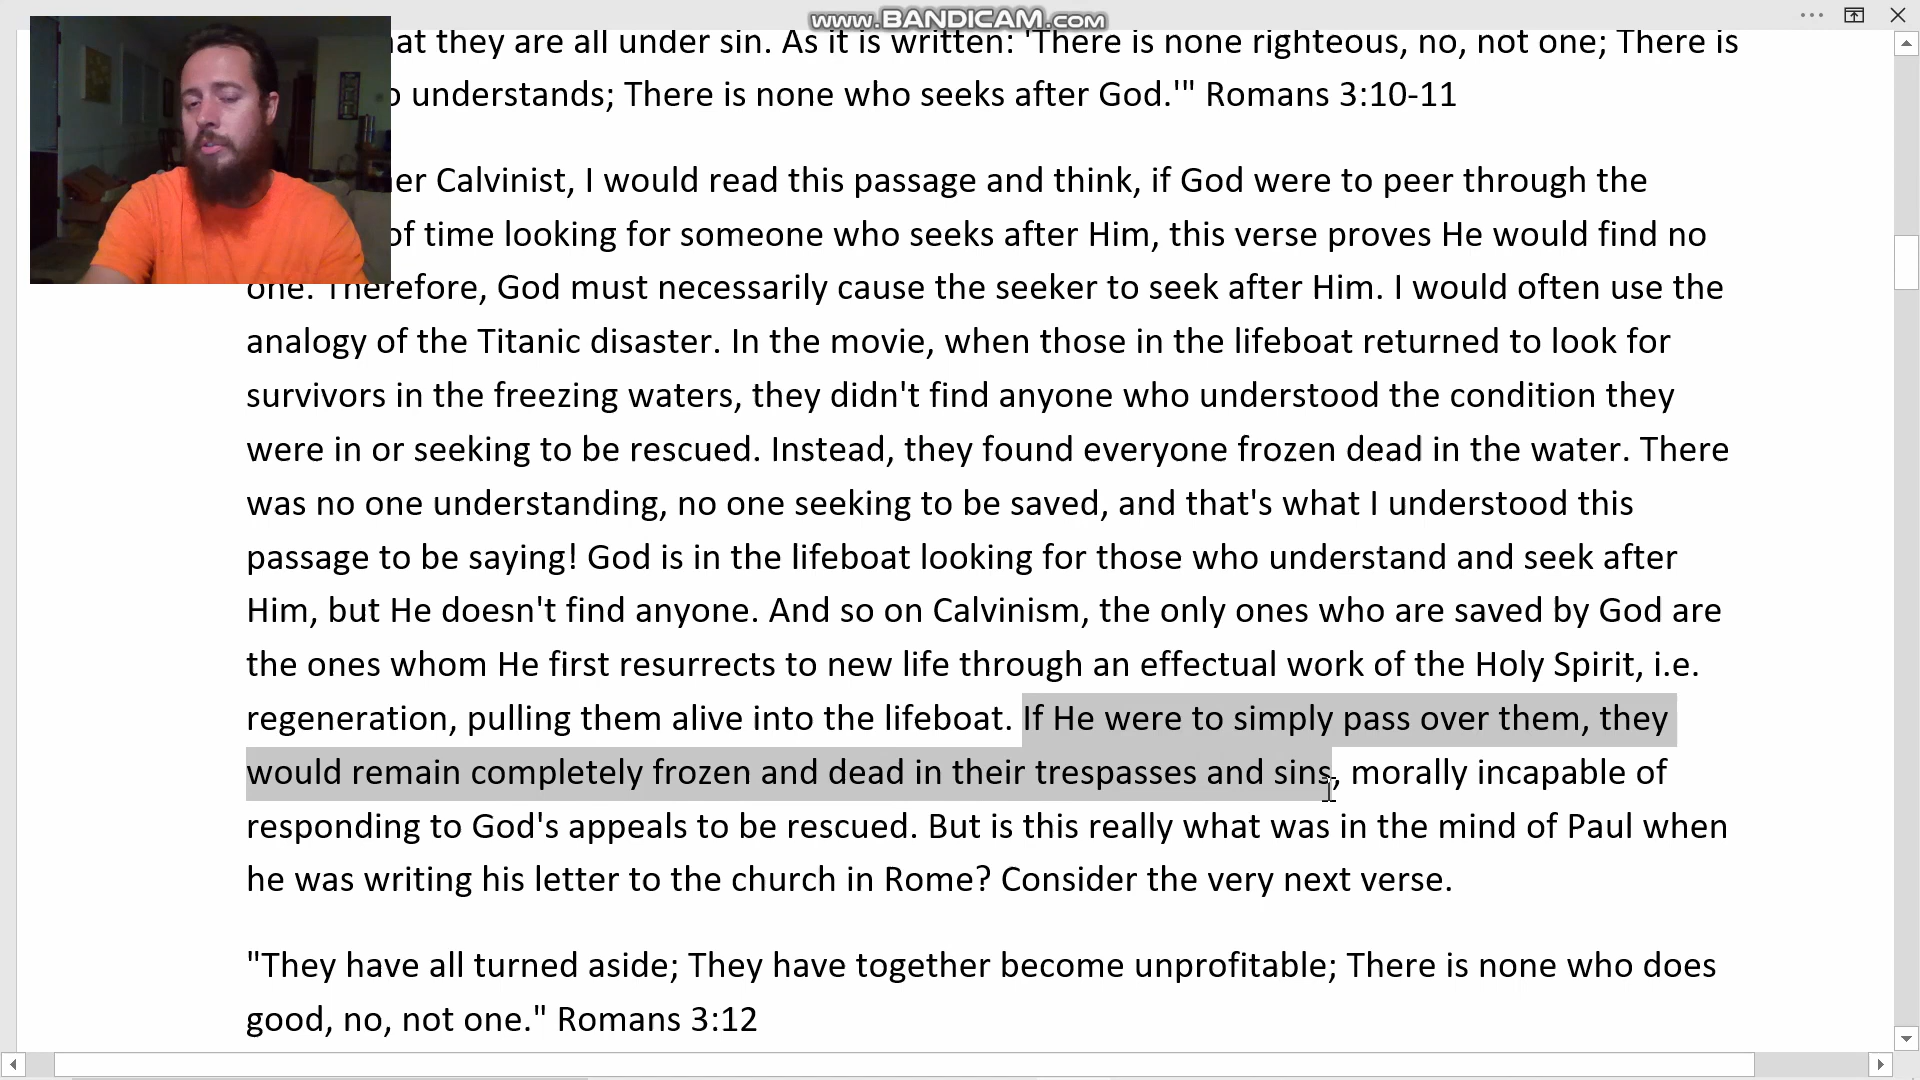 www.BANDICAM.com
at they are all under sin. As it is written: 'There is none righteous, no, not one; There is
understands; There is none who seeks after God.'" Romans 3:10-11
er Calvinist, I would read this passage and think, if God were to peer through the
of time looking for someone who seeks after Him, this verse proves He would find no
one. Therefore, God must necessarily cause the seeker to seek after Him. I would often use the
analogy of the Titanic disaster. In the movie, when those in the lifeboat returned to look for
survivors in the freezing waters, they didn't find anyone who understood the condition they
were in or seeking to be rescued. Instead, they found everyone frozen dead in the water. There
was no one understanding, no one seeking to be saved, and that's what I understood this
passage to be saying! God is in the lifeboat looking for those who understand and seek after
Him, but He doesn't find anyone. And so on Calvinism, the only ones who are saved by God are
the ones whom He first resurrects to new life through an effectual work of the Holy Spirit, i.e.
regeneration, pulling them alive into the lifeboat. If He were to simply pass over them, they
would remain completely frozen and dead in their trespasses and sins, morally incapable of
responding to God's appeals to be rescued. But is this really what was in the mind of Paul when
he was writing his letter to the church in Rome? Consider the very next verse.
"They have all turned aside; They have together become unprofitable; There is none who does
good, no, not one." Romans 3:12